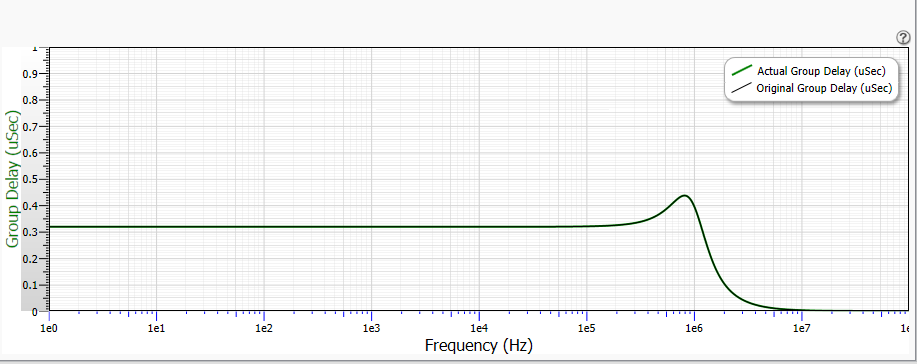 ?
Actual Group Delay (uSec)
Original Group Delay (uSec)
Group Delay (uSec)
1
0.9
0.8
0.7
0.6
0.5
0.4
0.3
0.2
0.1
0
1e0 1e1 1e2 1e3 1e4 1e5 1e6 1e7
Frequency (Hz)